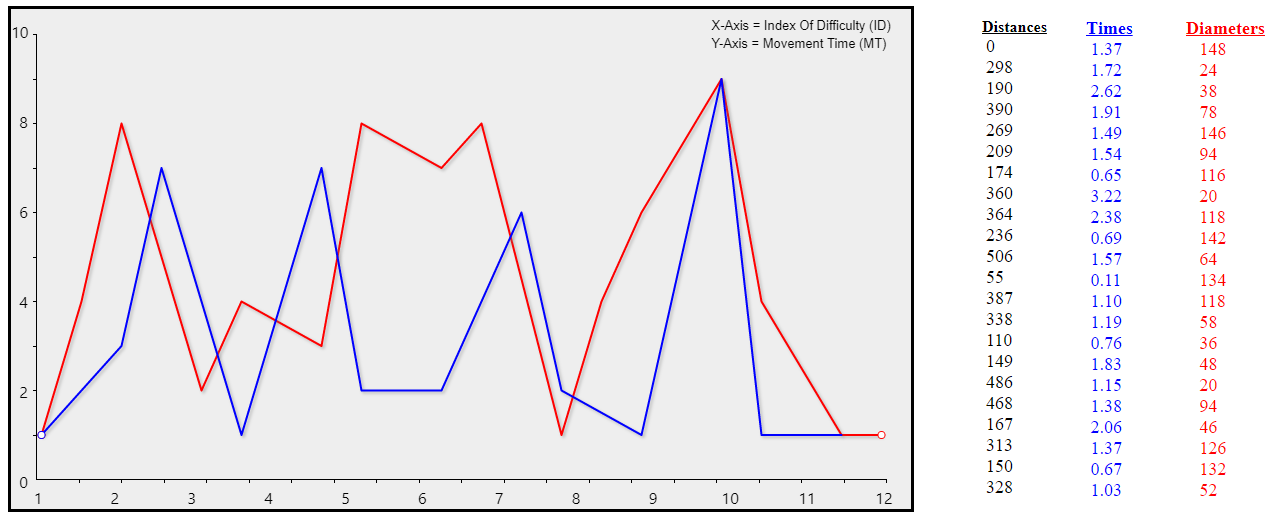 X-Axis = Index Of Difficulty (ID)
Y-Axis = Movement Time (MT)
10
8
6
4
2
0
1 2 3 4 5 6 7 8 9 10 11 12
Distances Times Diameters
0 1.37 148
298 1.72 24
190 2.62 38
390 1.91 78
269 1.49 146
209 1.54 94
174 0.65 116
360 3.22 20
364 2.38 118
236 0.69 142
506 1.57 64
55 0.11 134
387 1.10 118
338 1.19 58
110 0.76 36
149 1.83 48
486 1.15 20
468 1.38 94
167 2.06 46
313 1.37 126
150 0.67 132
328 1.03 52